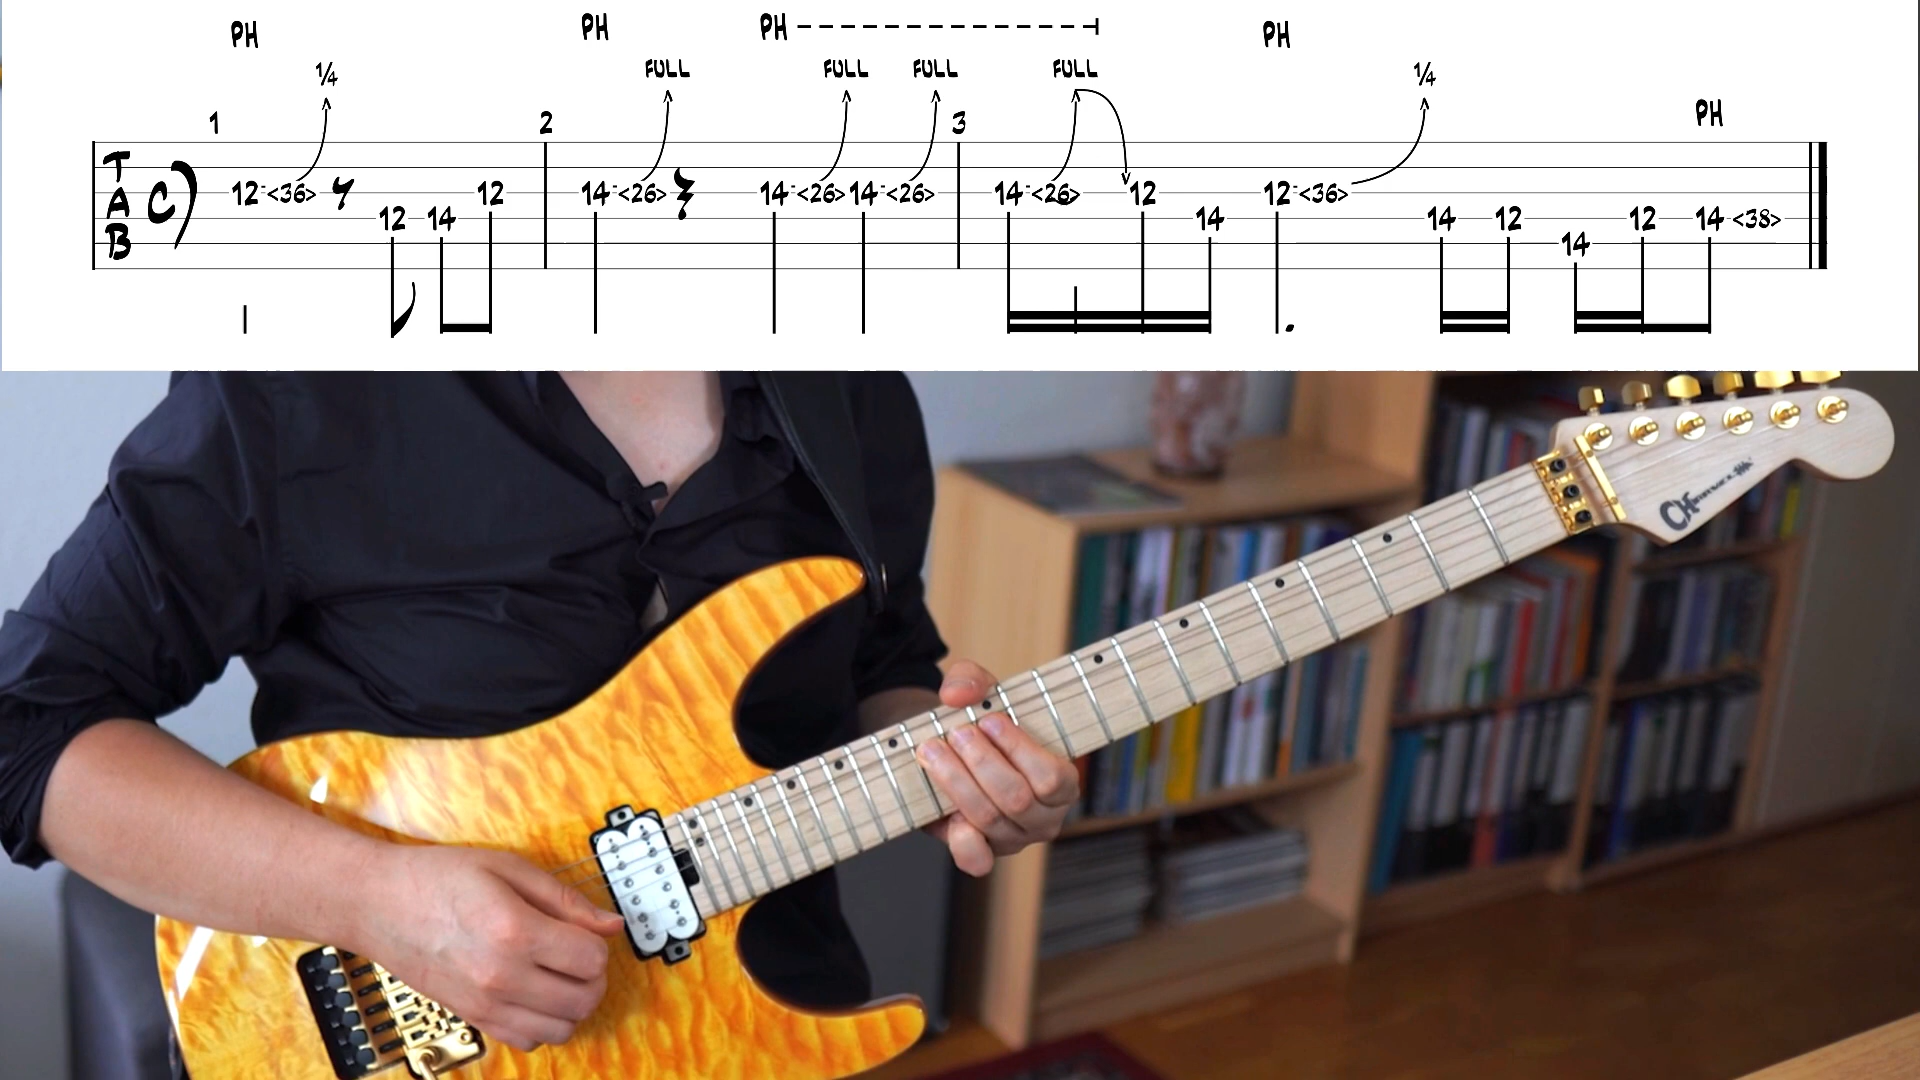 PH PH PH PH
1/4 FULL FULL FULL FULL 1/4
PH
1 2 3
T
A
B
12 <36> 12 14 <26> 14 <26> 14 <26> 14 <26> 12 12 <36>
12 14 14 14 12 12 14 <38>
14
CHarvel